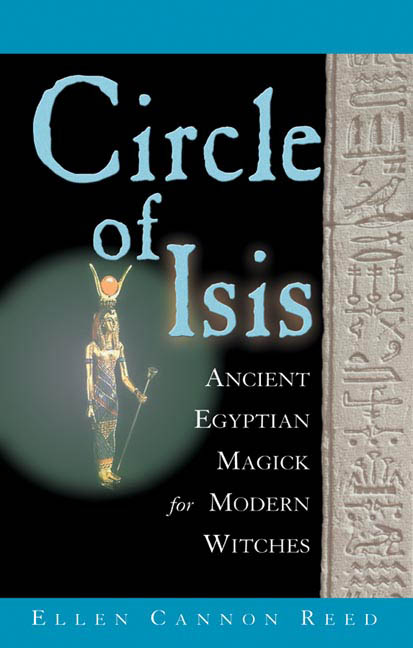 Circle
of
Isis
ANCIENT
EGYPTIAN
MAGICK
for MODERN
WITCHES
ELLEN CANNON REED